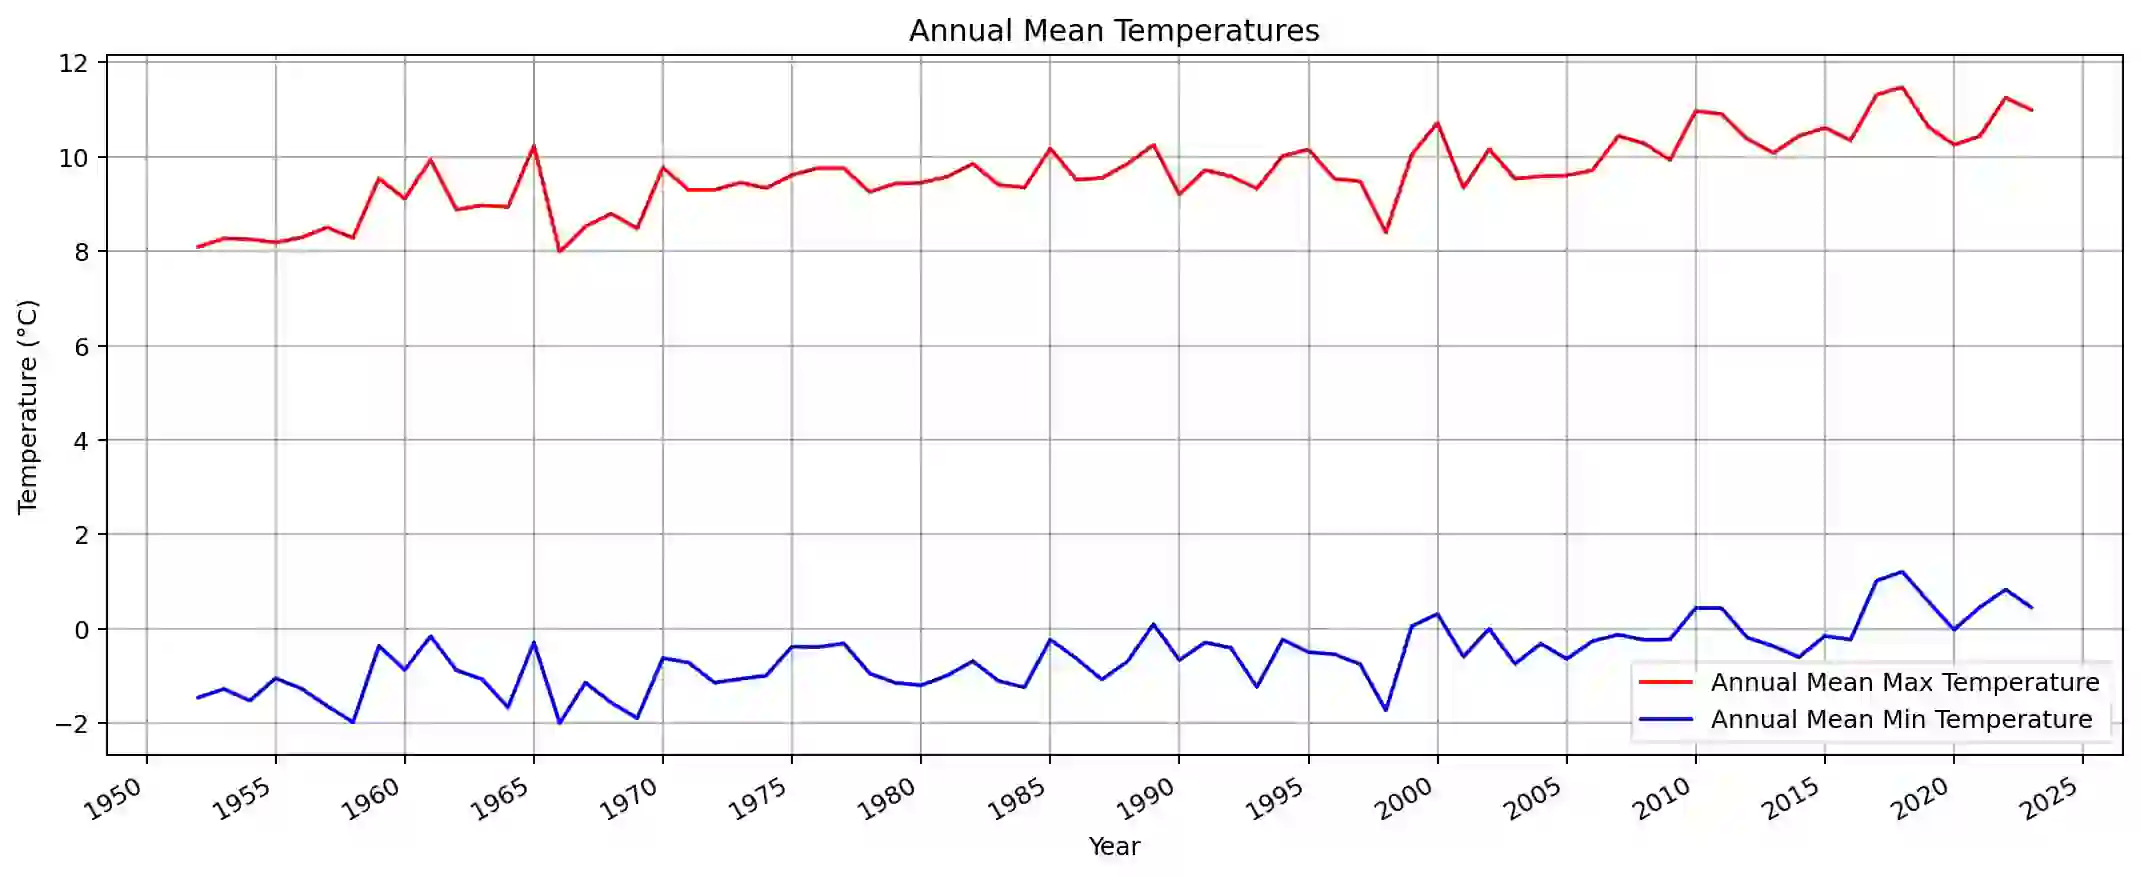 Annual Mean Temperatures
12
10
8
6
4
2
0
−2
Temperature (°C)
Annual Mean Max Temperature
Annual Mean Min Temperature
1950 1955 1960 1965 1970 1975 1980 1985 1990 1995 2000 2005 2010 2015 2020 2025
Year